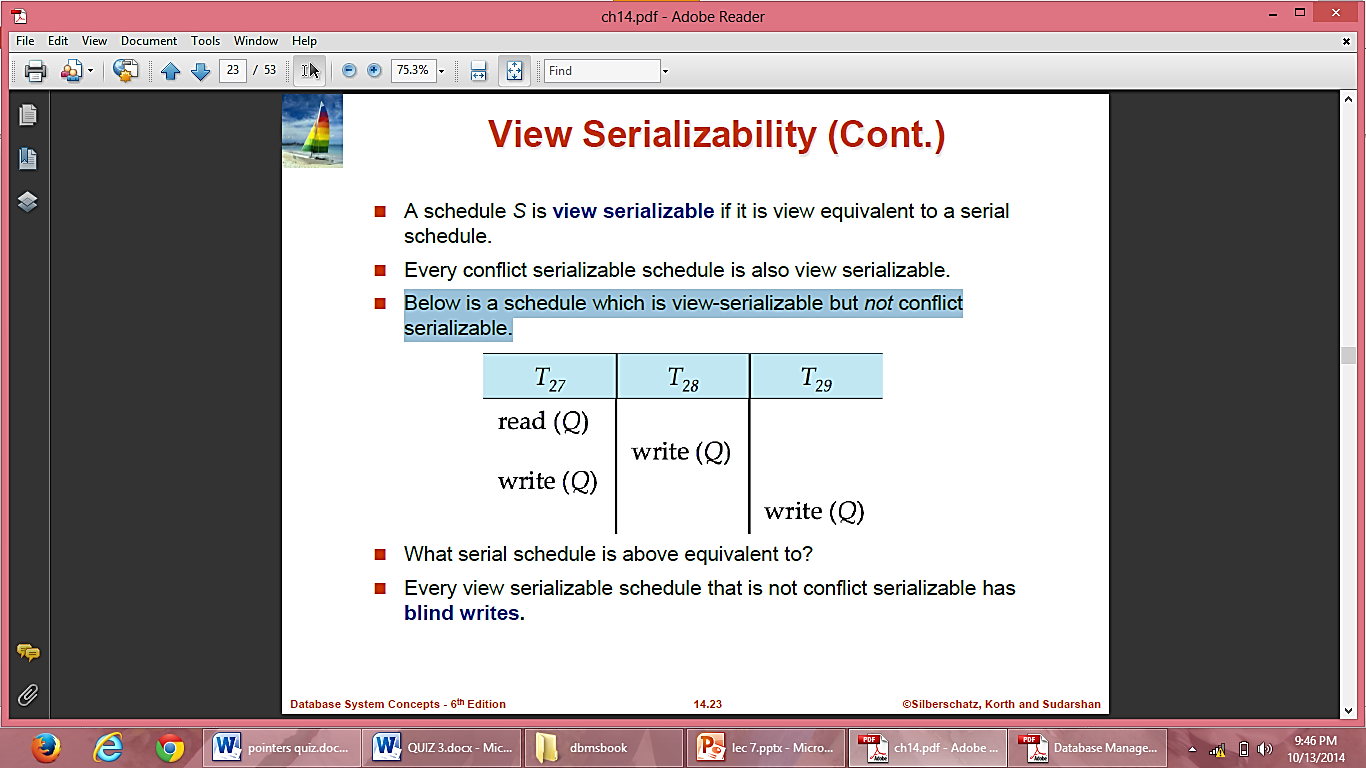 ch14.pdf - Adobe Reader
File Edit View Document Tools Window Help
23 / 53 75.3% Find
View Serializability (Cont.)
A schedule S is view serializable if it is view equivalent to a serial
schedule.
Every conflict serializable schedule is also view serializable.
Below is a schedule which is view-serializable but not conflict
serializable.
T27 T28 T29
read (Q)
write (Q)
write (Q)
write (Q)
What serial schedule is above equivalent to?
Every view serializable schedule that is not conflict serializable has
blind writes.
Database System Concepts - 6th Edition 14.23 ©Silberschatz, Korth and Sudarshan
pointers quiz.doc... QUIZ 3.docx - Mic... dbmsbook lec 7.pptx - Micro... ch14.pdf - Adobe ... Database Manage...
9:46 PM
10/13/2014